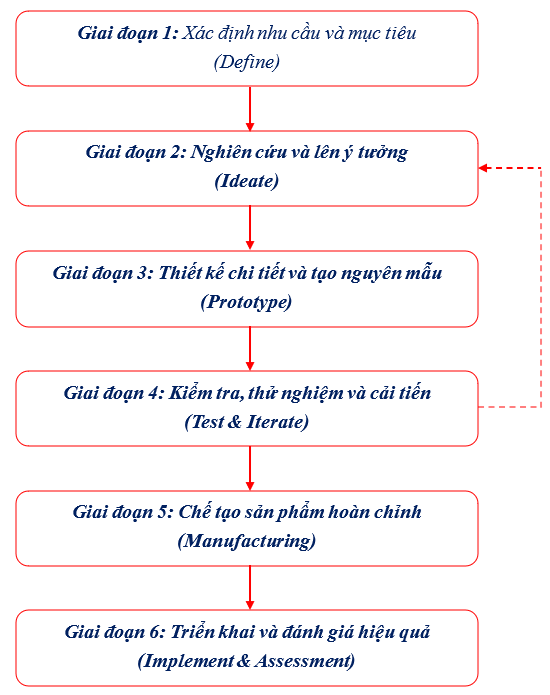 Giai đoạn 1: Xác định nhu cầu và mục tiêu
(Define)
Giai đoạn 2: Nghiên cứu và lên ý tưởng
(Ideate)
Giai đoạn 3: Thiết kế chi tiết và tạo nguyên mẫu
(Prototype)
Giai đoạn 4: Kiểm tra, thử nghiệm và cải tiến
(Test & Iterate)
Giai đoạn 5: Chế tạo sản phẩm hoàn chỉnh
(Manufacturing)
Giai đoạn 6: Triển khai và đánh giá hiệu quả
(Implement & Assessment)